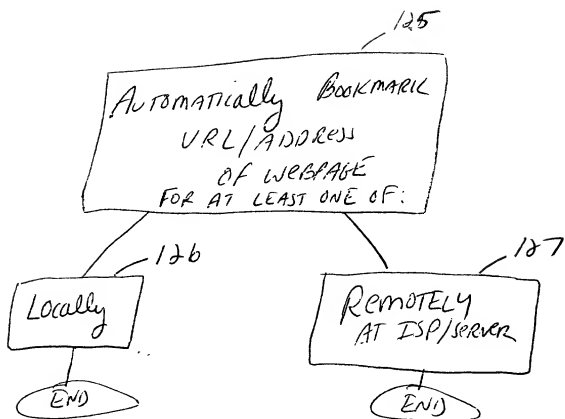 125
Automatically Bookmark
URL/ADDRESS
OF WEBPAGE
FOR AT LEAST ONE OF:
126
Locally
127
REMOTELY
AT ISP/SERVER
END
END